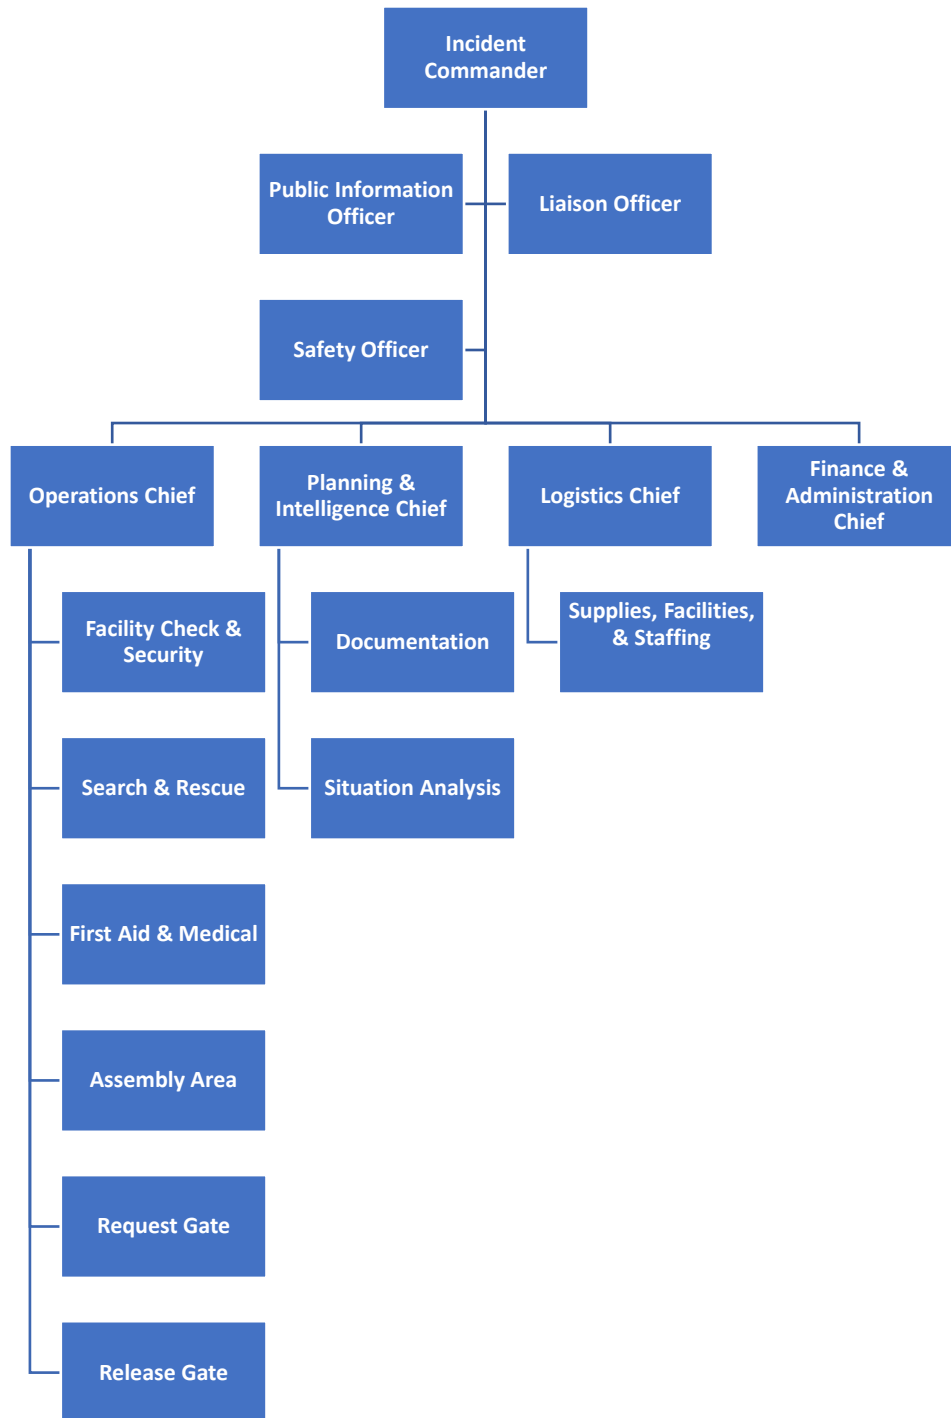 Incident
Commander
Public Information
Officer
Liaison Officer
Safety Officer
Operations Chief
Planning &
Intelligence Chief
Logistics Chief
Finance &
Administration
Chief
Facility Check &
Security
Documentation
Supplies, Facilities,
& Staffing
Search & Rescue
Situation Analysis
First Aid & Medical
Assembly Area
Request Gate
Release Gate